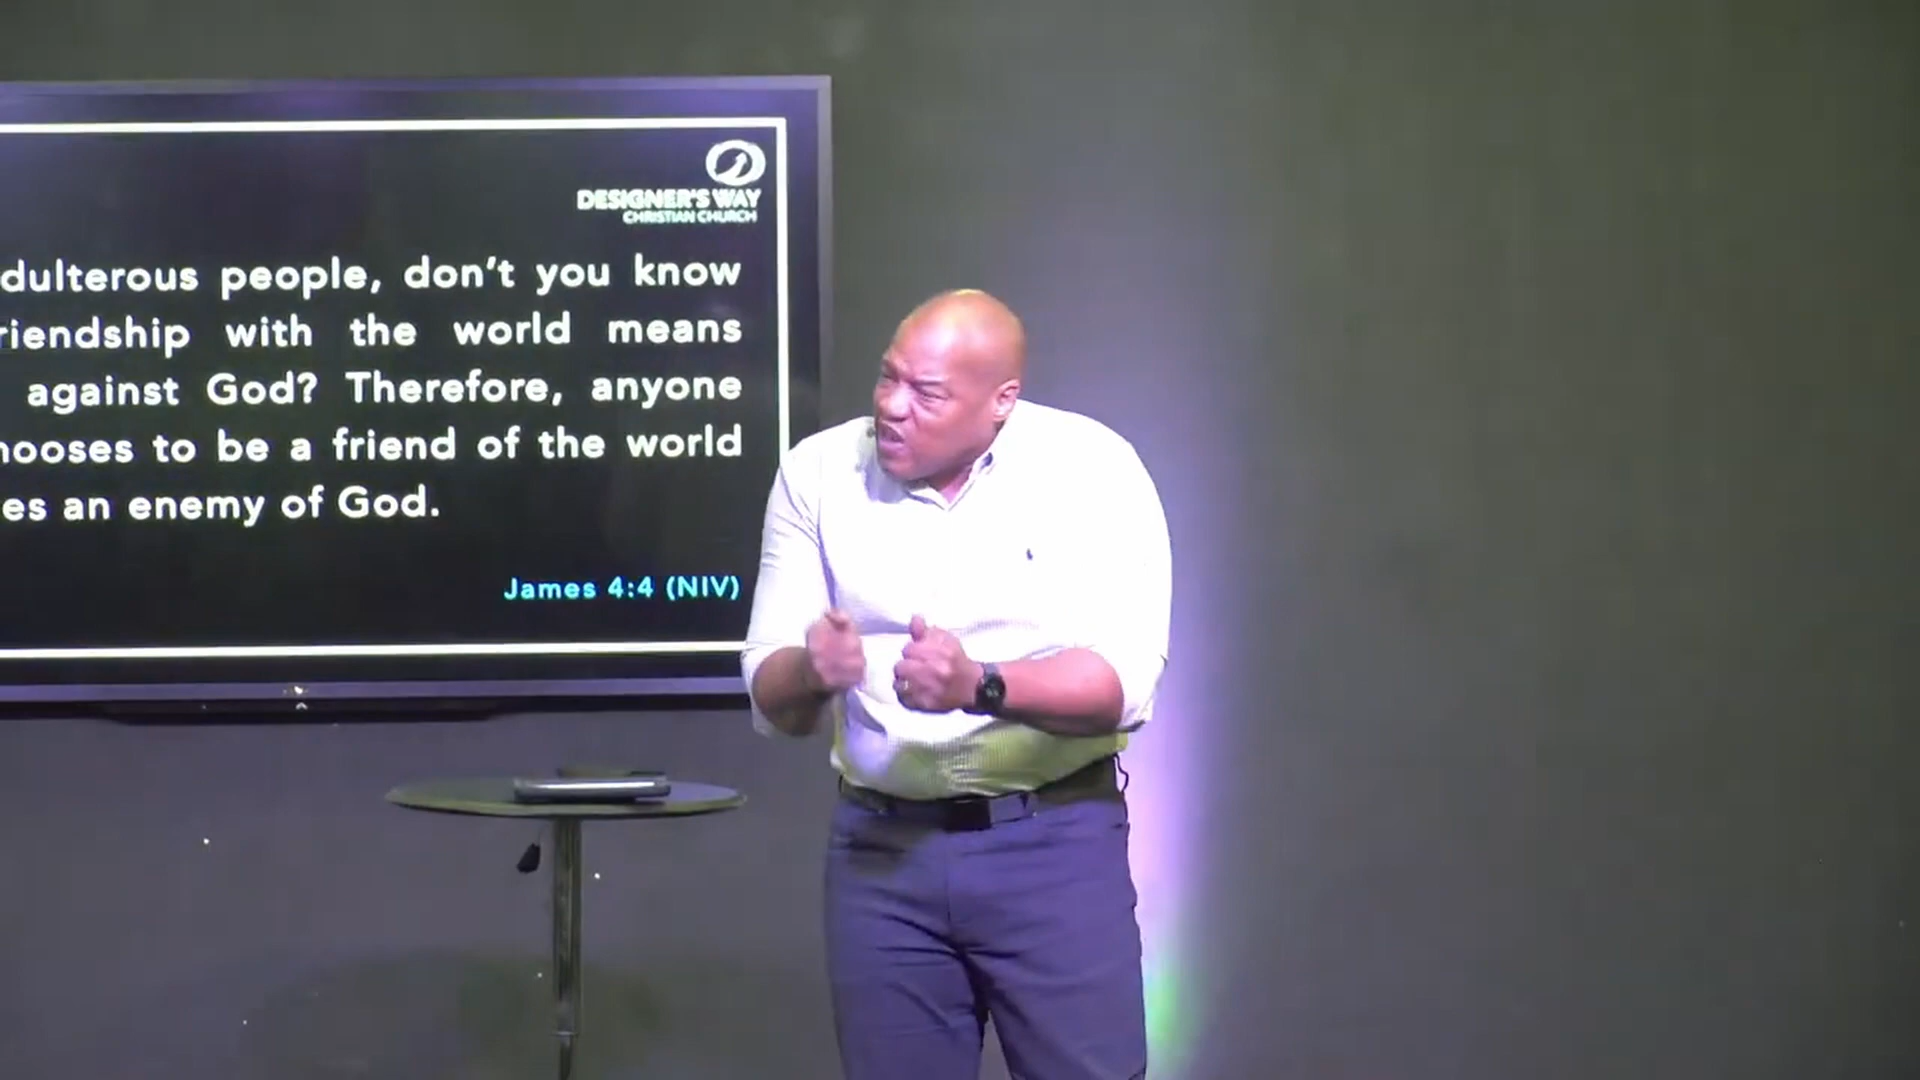 DESIGNER'S WAY
CHRISTIAN CHURCH
dulterous people, don't you know
riendship with the world means
against God? Therefore, anyone
hooses to be a friend of the world
es an enemy of God.
James 4:4 (NIV)